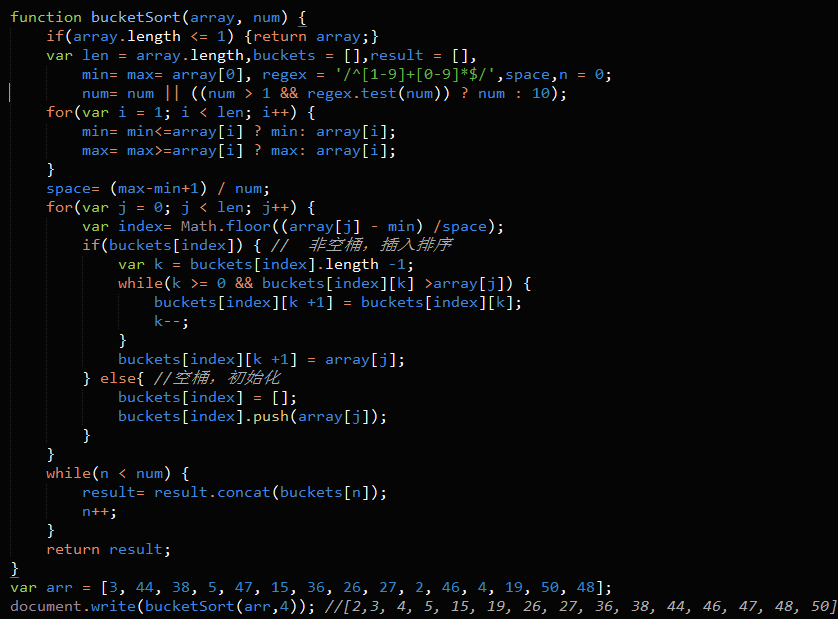 function bucketSort(array, num) {
    if(array.length <= 1) {return array;}
    var len = array.length,buckets = [],result = [],
        min= max= array[0], regex = '/^[1-9]+[0-9]*$/',space,n = 0;
        num= num || ((num > 1 && regex.test(num)) ? num : 10);
    for(var i = 1; i < len; i++) {
        min= min<=array[i] ? min: array[i];
        max= max>=array[i] ? max: array[i];
    }
    space= (max-min+1) / num;
    for(var j = 0; j < len; j++) {
        var index= Math.floor((array[j] - min) /space);
        if(buckets[index]) { //  非空桶，插入排序
            var k = buckets[index].length -1;
            while(k >= 0 && buckets[index][k] >array[j]) {
                buckets[index][k +1] = buckets[index][k];
                k--;
            }
            buckets[index][k +1] = array[j];
        } else{ //空桶，初始化
            buckets[index] = [];
            buckets[index].push(array[j]);
        }
    }
    while(n < num) {
        result= result.concat(buckets[n]);
        n++;
    }
    return result;
}
var arr = [3, 44, 38, 5, 47, 15, 36, 26, 27, 2, 46, 4, 19, 50, 48];
document.write(bucketSort(arr,4)); //[2,3, 4, 5, 15, 19, 26, 27, 36, 38, 44, 46, 47, 48, 50]